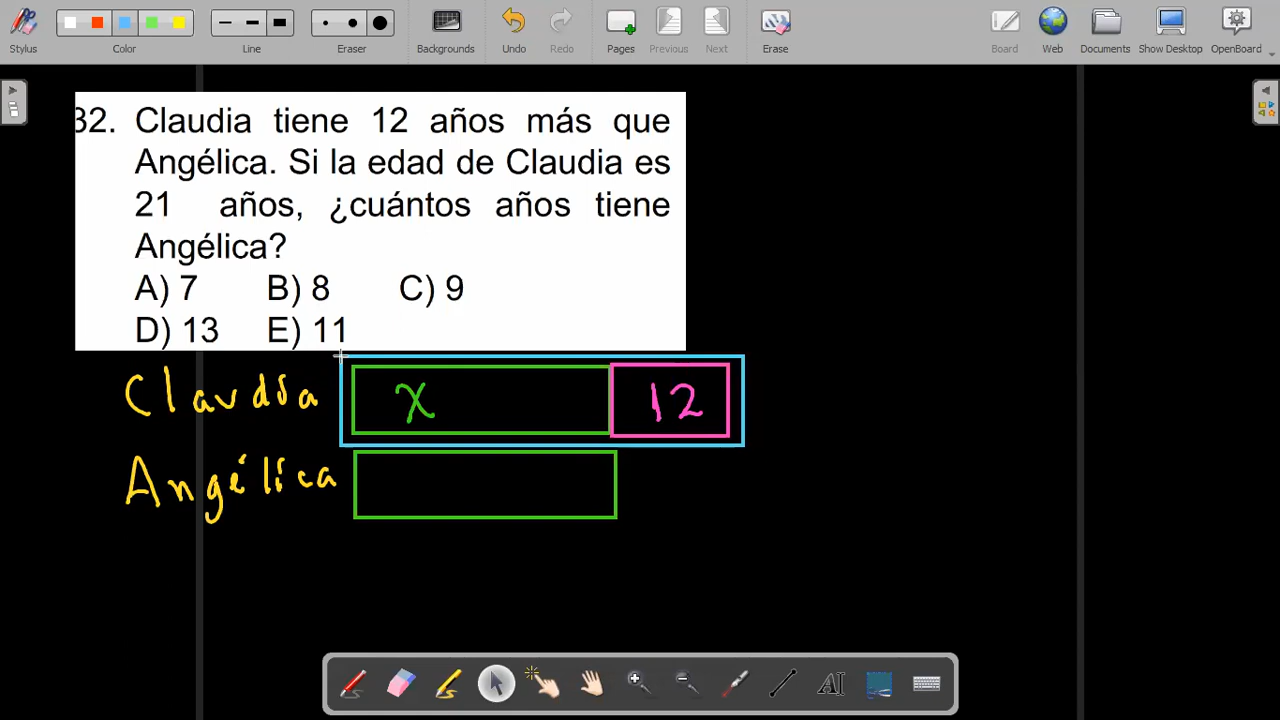 Stylus Color Line Eraser Backgrounds Undo Redo Pages Previous Next Erase Board Web Documents Show Desktop OpenBoard
32. Claudia tiene 12 años más que
Angélica. Si la edad de Claudia es
21 años, ¿cuántos años tiene
Angélica?
A) 7 B) 8 C) 9
D) 13 E) 11
Claudia x 12
Angélica
AI